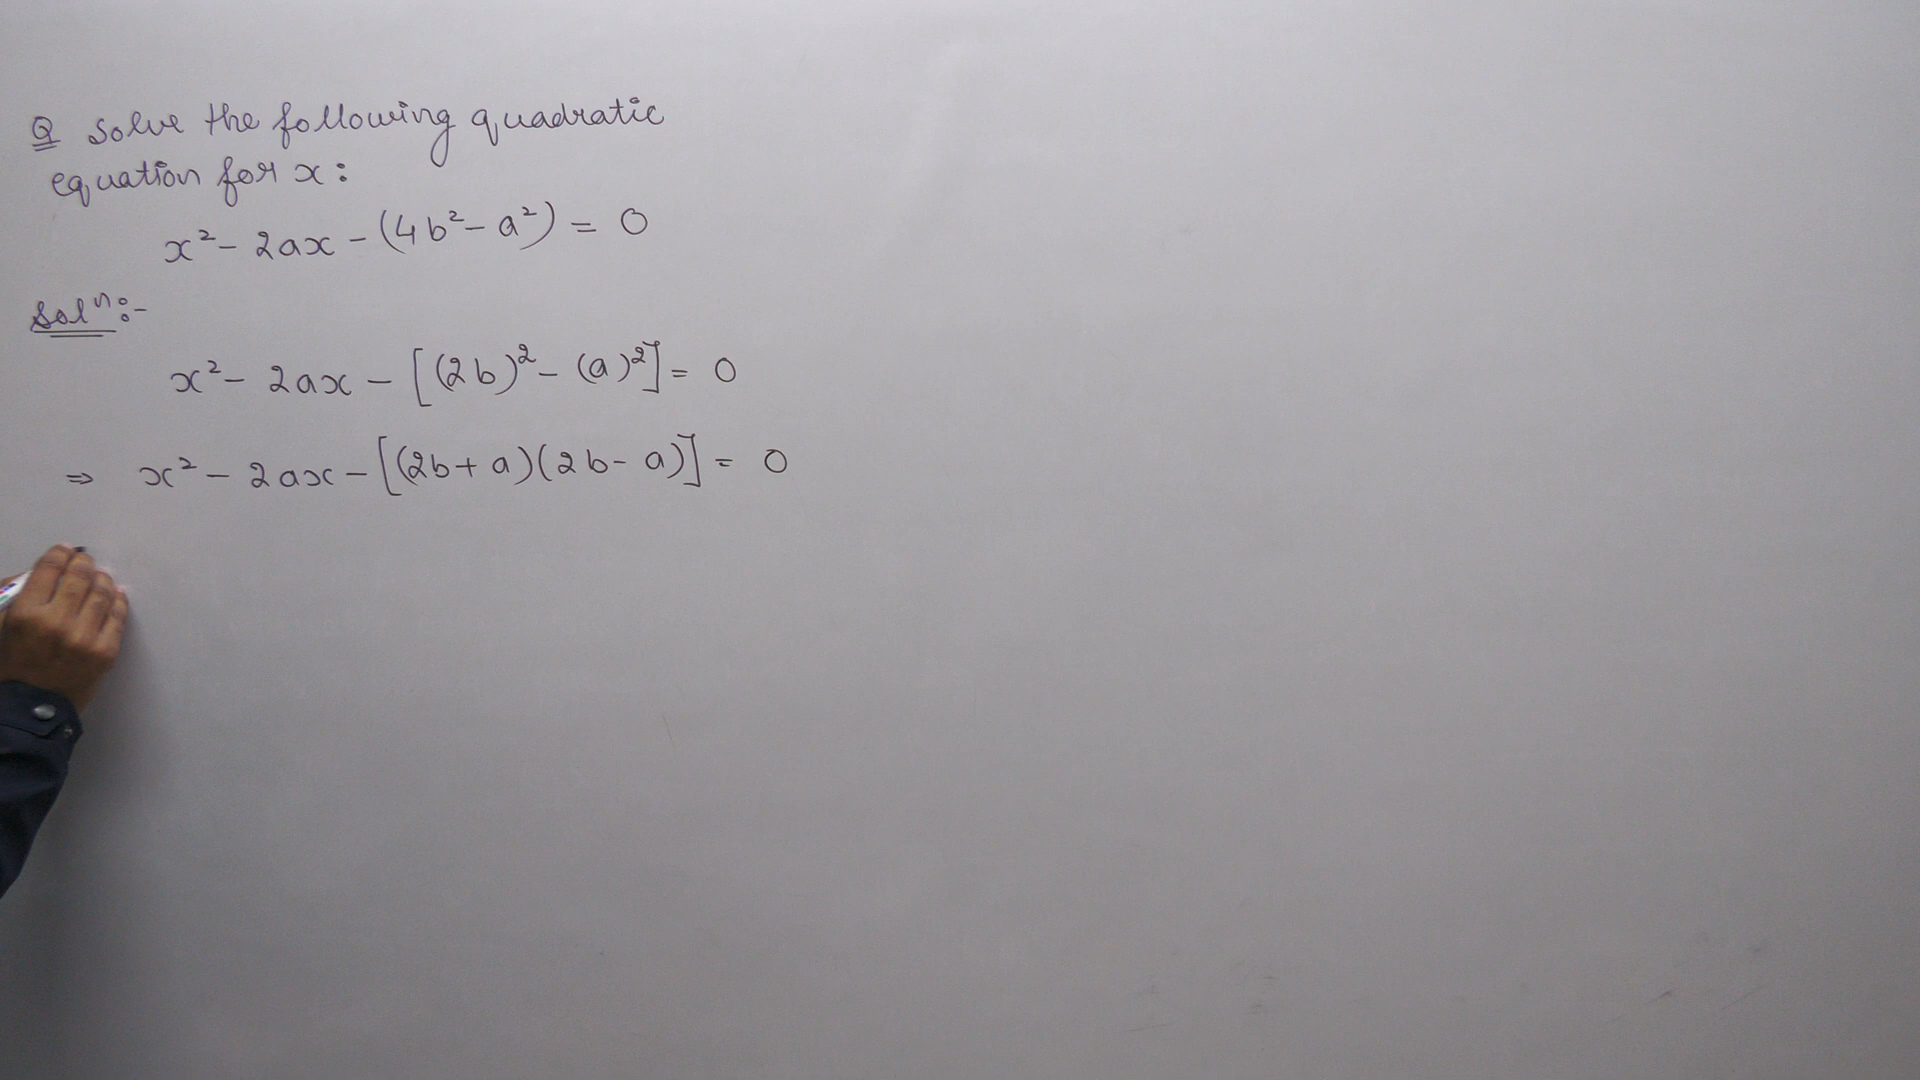 Q Solve the following quadratic
equation for x:
x² - 2ax - (4b² - a²) = 0
Solⁿ:-
x² - 2ax - [(2b)² - (a)²] = 0
⇒ x² - 2ax - [(2b + a)(2b - a)] = 0